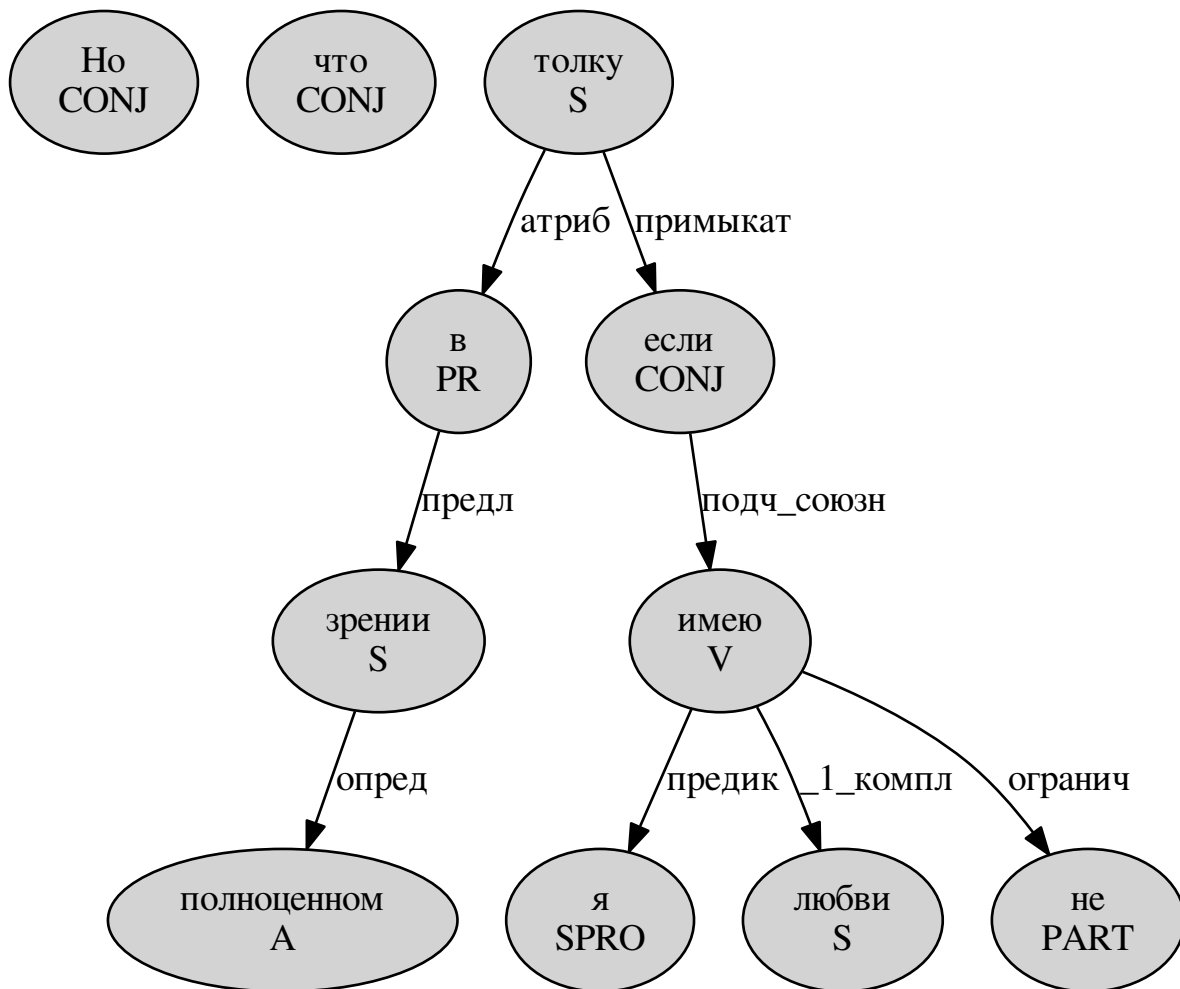 Но
CONJ
что
CONJ
толку
S
атриб
примыкат
в
PR
если
CONJ
предл
подч_союзн
зрении
S
имею
V
опред
предик
_1_компл
огранич
полноценном
A
я
SPRO
любви
S
не
PART